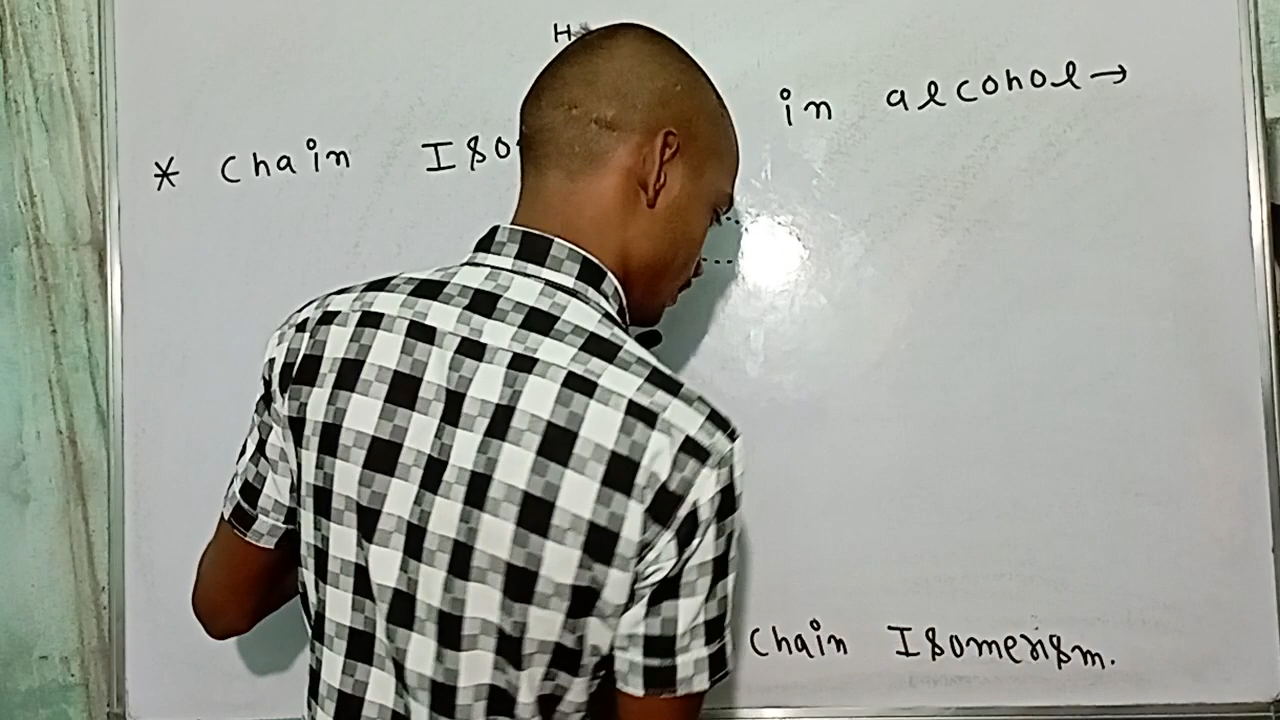 H
* Chain Iso in alcohol→
Chain Isomerism.